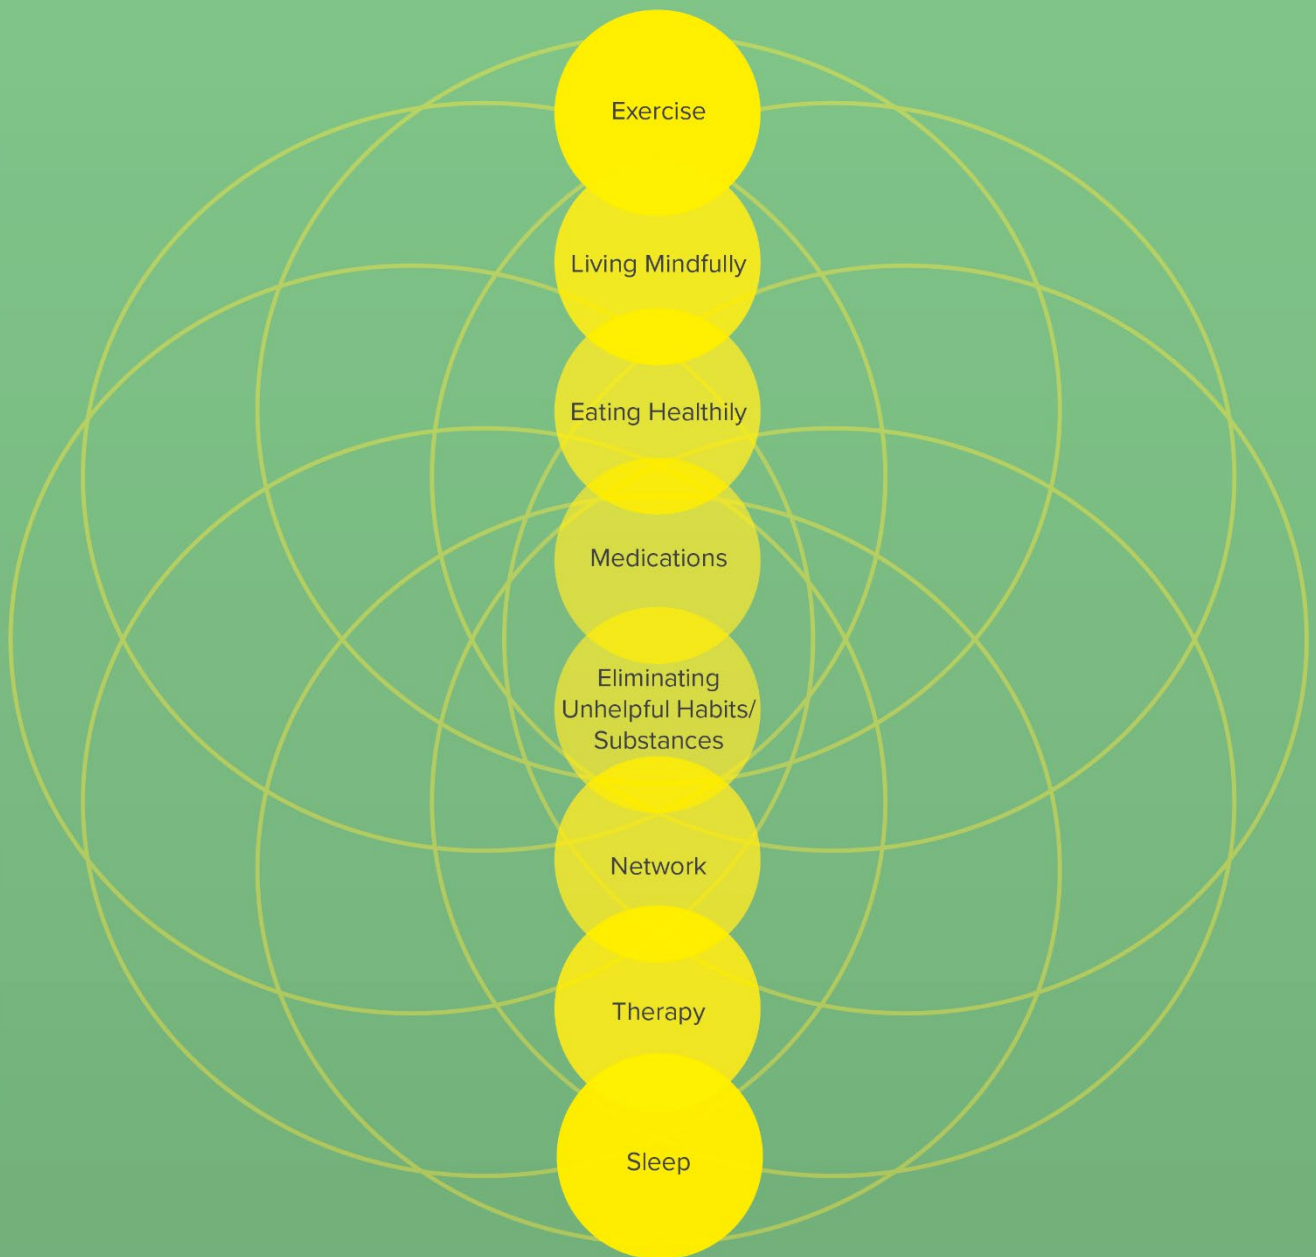 Exercise
Living Mindfully
Eating Healthily
Medications
Eliminating
Unhelpful Habits/
Substances
Network
Therapy
Sleep